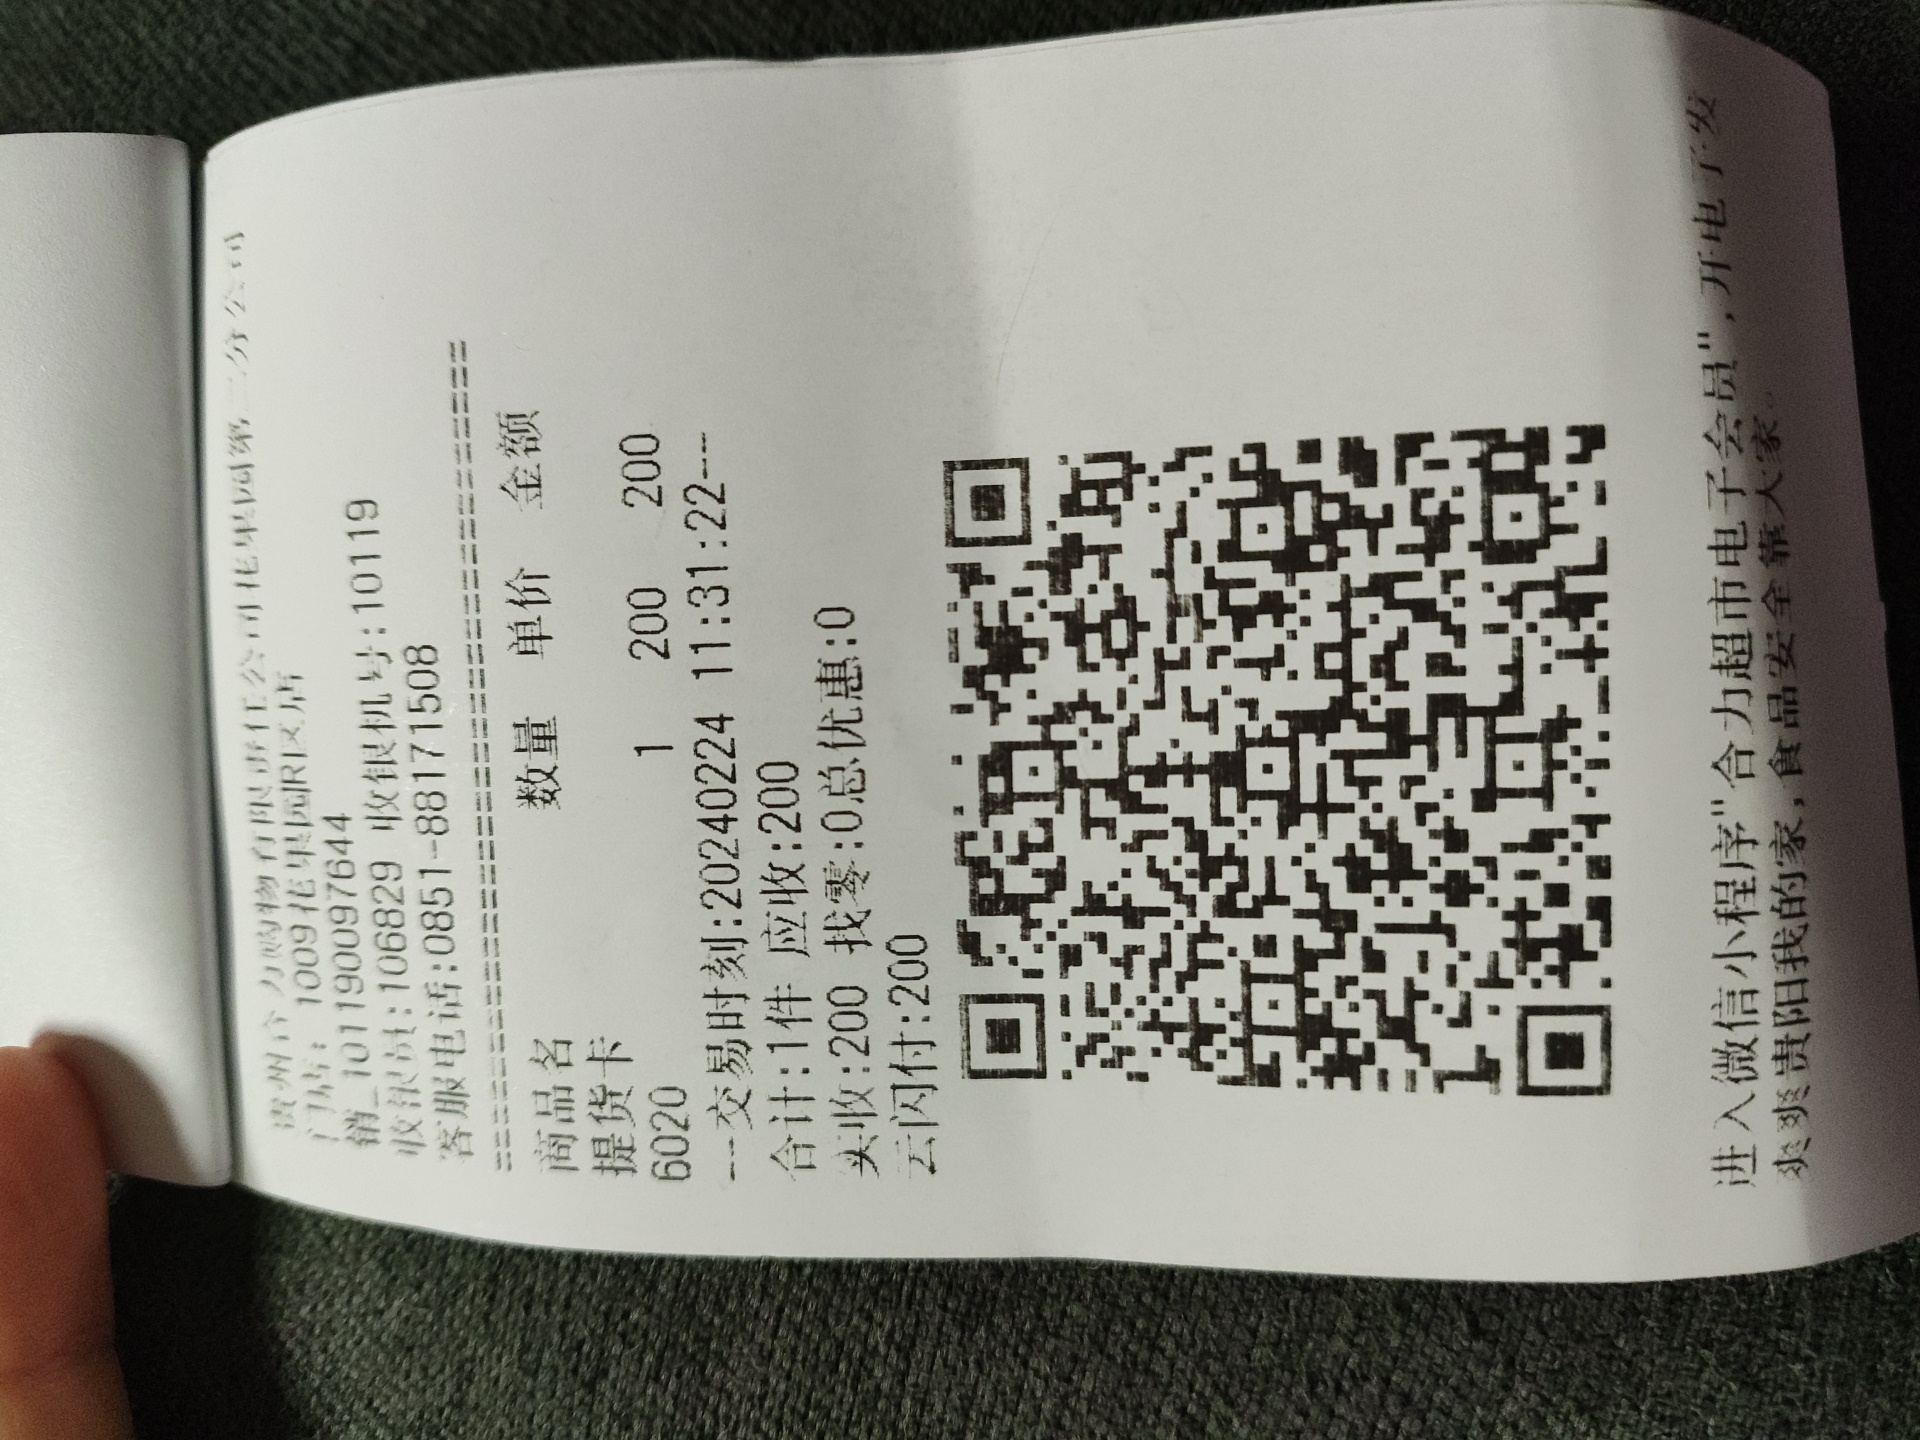 贵州合力购物有限责任公司花果园第二分公司
门店: 1009花果园R区店
销_1011900097644
收银员:106829 收银机号:10119
客服电话:0851-88171508
商品名 数量 单价 金额
提货卡
6020 1 200 200
---交易时刻:20240224 11:31:22---
合计:1件 应收:200
实收:200 找零:0总优惠:0
云闪付:200
进入微信小程序"合力超市电子会员",开电子发
爽爽贵阳我的家,食品安全靠大家..